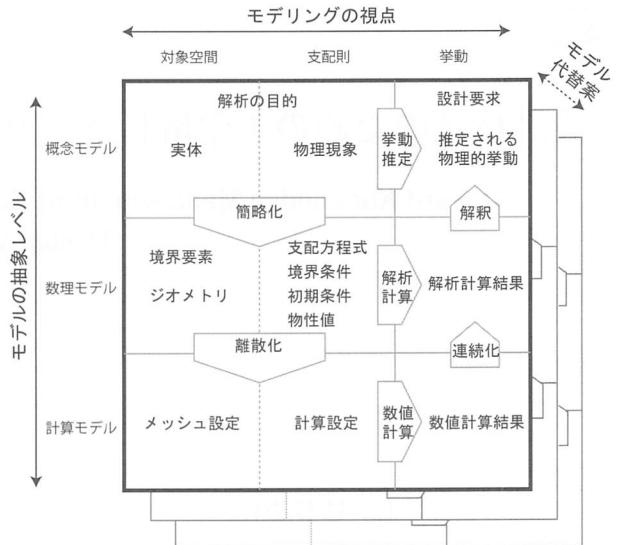 モデリングの視点
対象空間
支配則
挙動
モデル
代替案
モデルの抽象レベル
概念モデル
解析の目的
実体
物理現象
挙動
推定
設計要求
推定される
物理的挙動
簡略化
解釈
数理モデル
境界要素
ジオメトリ
支配方程式
境界条件
初期条件
物性値
解析
計算
解析計算結果
離散化
連続化
計算モデル
メッシュ設定
計算設定
数値
計算
数値計算結果